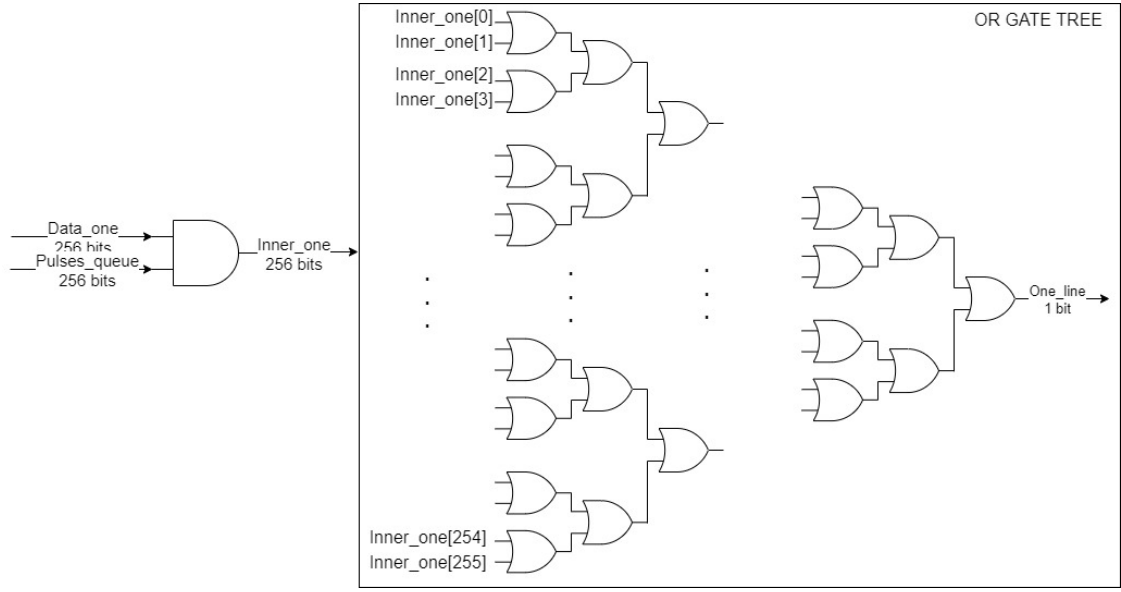 OR GATE TREE
Inner_one[0]
Inner_one[1]
Inner_one[2]
Inner_one[3]
Data_one
256 bits
Pulses_queue
256 bits
Inner_one
256 bits
One_line
1 bit
Inner_one[254]
Inner_one[255]